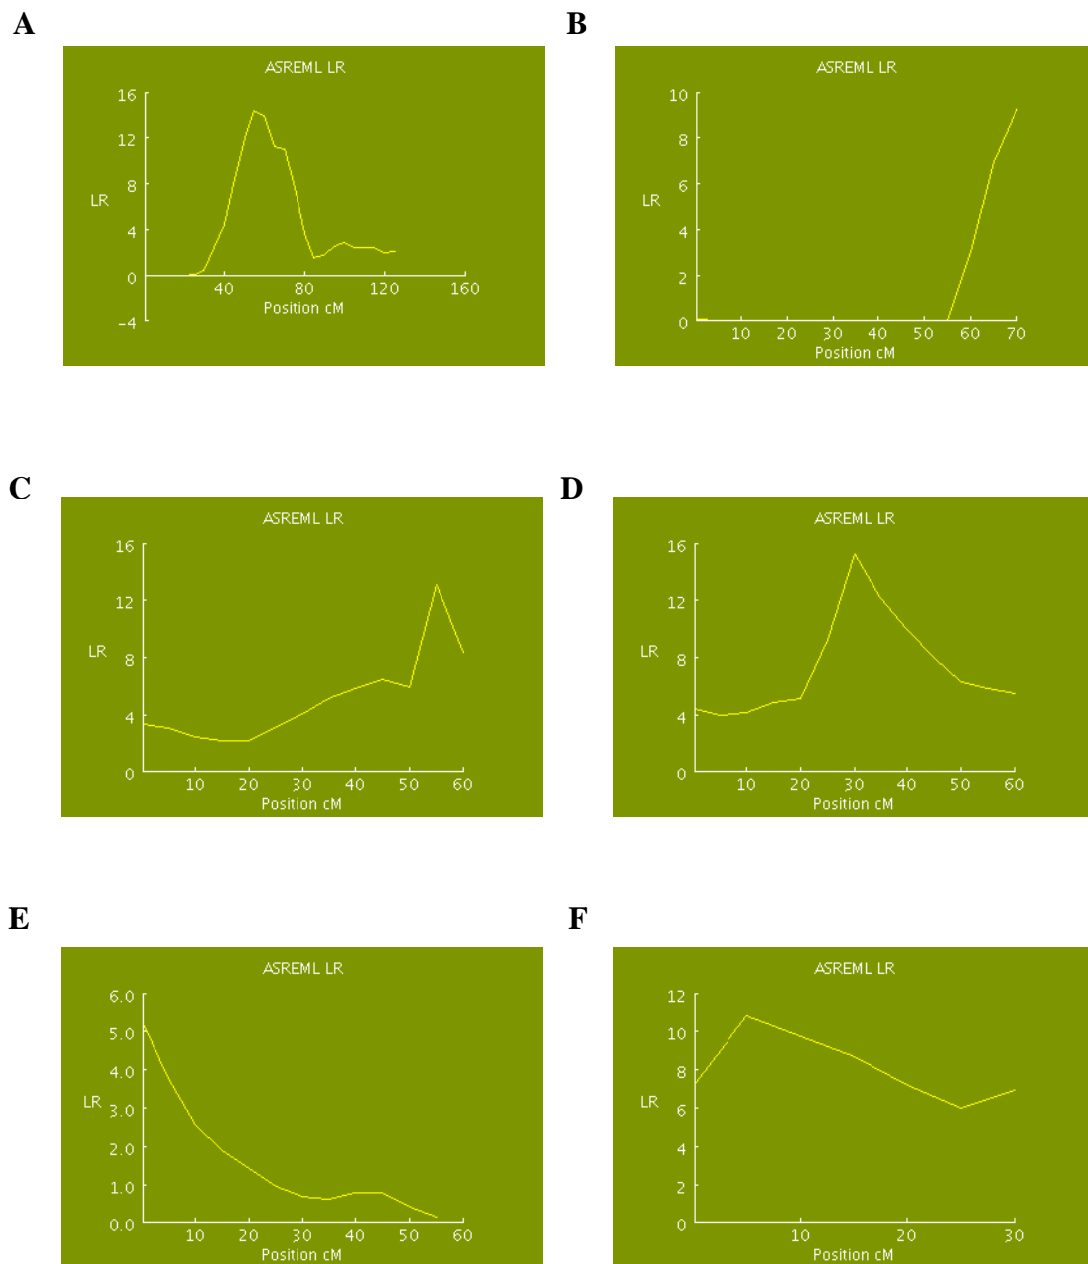 A
ASREML LR
16
12
8
4
0
−4
LR
40 80 120 160
Position cM
B
ASREML LR
10
8
6
4
2
0
LR
10 20 30 40 50 60 70
Position cM
C
ASREML LR
16
12
8
4
0
LR
10 20 30 40 50 60
Position cM
D
ASREML LR
16
12
8
4
0
LR
10 20 30 40 50 60
Position cM
E
ASREML LR
6.0
5.0
4.0
3.0
2.0
1.0
0.0
LR
10 20 30 40 50 60
Position cM
F
ASREML LR
12
10
8
6
4
2
0
LR
10 20 30
Position cM